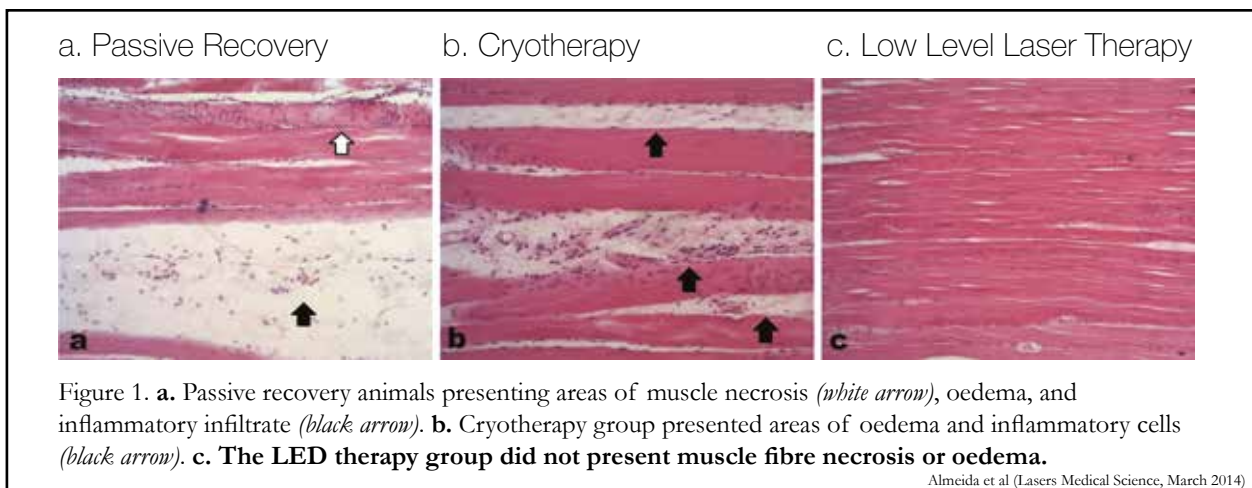 a. Passive Recovery
b. Cryotherapy
c. Low Level Laser Therapy
a
b
c
Figure 1. a. Passive recovery animals presenting areas of muscle necrosis (white arrow), oedema, and
inflammatory infiltrate (black arrow). b. Cryotherapy group presented areas of oedema and inflammatory cells
(black arrow). c. The LED therapy group did not present muscle fibre necrosis or oedema.
Almeida et al (Lasers Medical Science, March 2014)